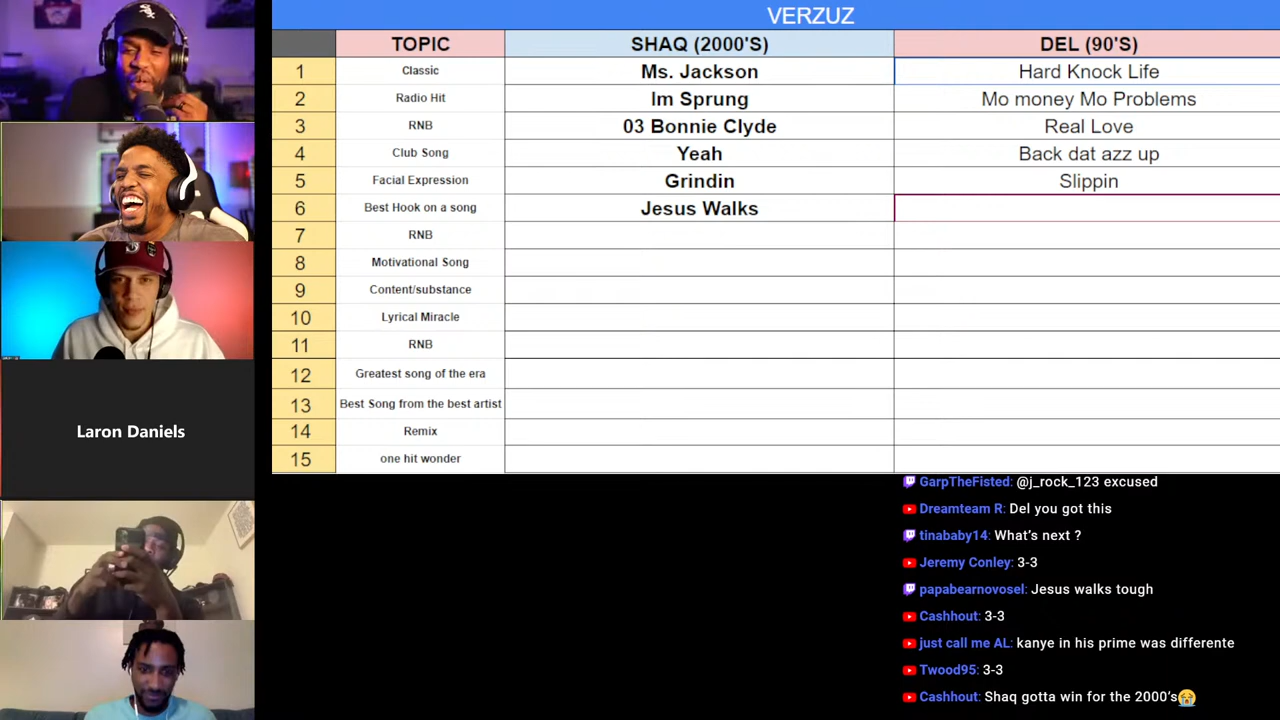 VERZUZ
TOPIC SHAQ (2000'S) DEL (90'S)
1 Classic Ms. Jackson Hard Knock Life
2 Radio Hit Im Sprung Mo money Mo Problems
3 RNB 03 Bonnie Clyde Real Love
4 Club Song Yeah Back dat azz up
5 Facial Expression Grindin Slippin
6 Best Hook on a song Jesus Walks
7 RNB
8 Motivational Song
9 Content/substance
10 Lyrical Miracle
11 RNB
12 Greatest song of the era
13 Best Song from the best artist
14 Remix
15 one hit wonder
Laron Daniels
GarpTheFisted: @j_rock_123 excused
Dreamteam R: Del you got this
tinababy14: What's next ?
Jeremy Conley: 3-3
papabearnovosel: Jesus walks tough
Cashhout: 3-3
just call me AL: kanye in his prime was differente
Twood95: 3-3
Cashhout: Shaq gotta win for the 2000's😭